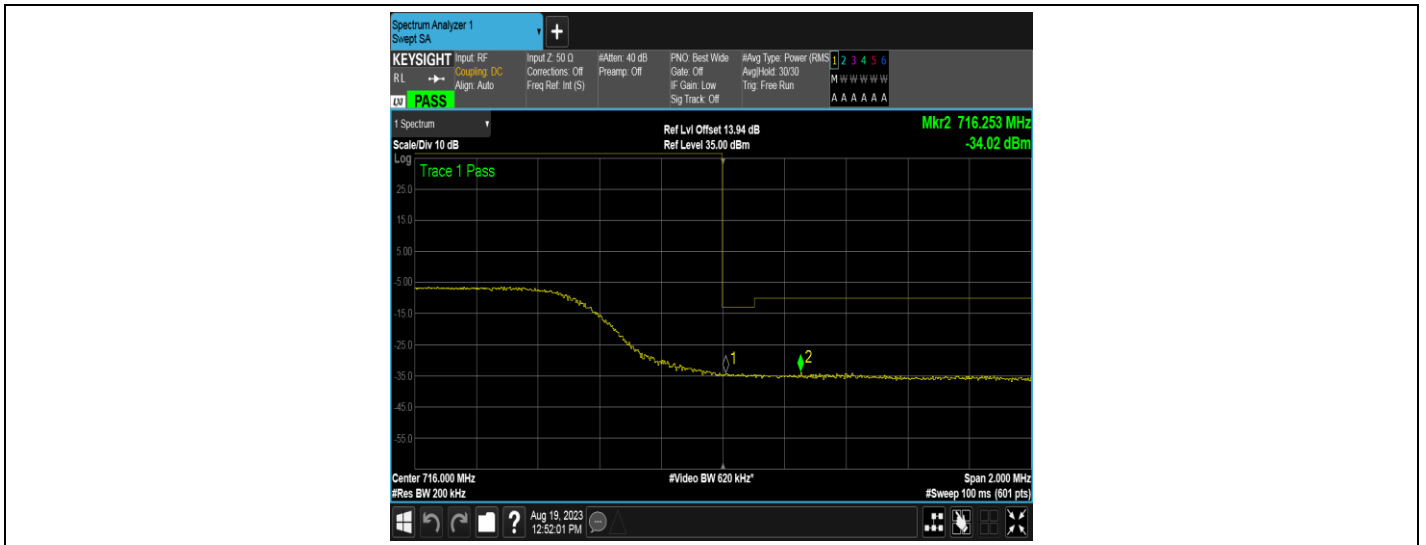 Spectrum Analyzer 1
Swept SA
+
KEYSIGHT
RL
Align: Auto
LXI PASS
Input: RF
Coupling: DC
Input Z: 50 Ω
Corrections: Off
Freq Ref: Int (S)
#Atten: 40 dB
Preamp: Off
PNO: Best Wide
Gate: Off
IF Gain: Low
Sig Track: Off
#Avg Type: Power (RMS
Avg|Hold: 30/30
Trig: Free Run
1 2 3 4 5 6
M W W W W W
A A A A A A
1 Spectrum
Scale/Div 10 dB
Ref Lvl Offset 13.94 dB
Ref Level 35.00 dBm
Mkr2 716.253 MHz
-34.02 dBm
Log
Trace 1 Pass
25.0
15.0
5.00
-5.00
-15.0
-25.0
-35.0
-45.0
-55.0
1
2
Center 716.000 MHz
#Res BW 200 kHz
#Video BW 620 kHz*
Span 2.000 MHz
#Sweep 100 ms (601 pts)
?
Aug 19, 2023
12:52:01 PM